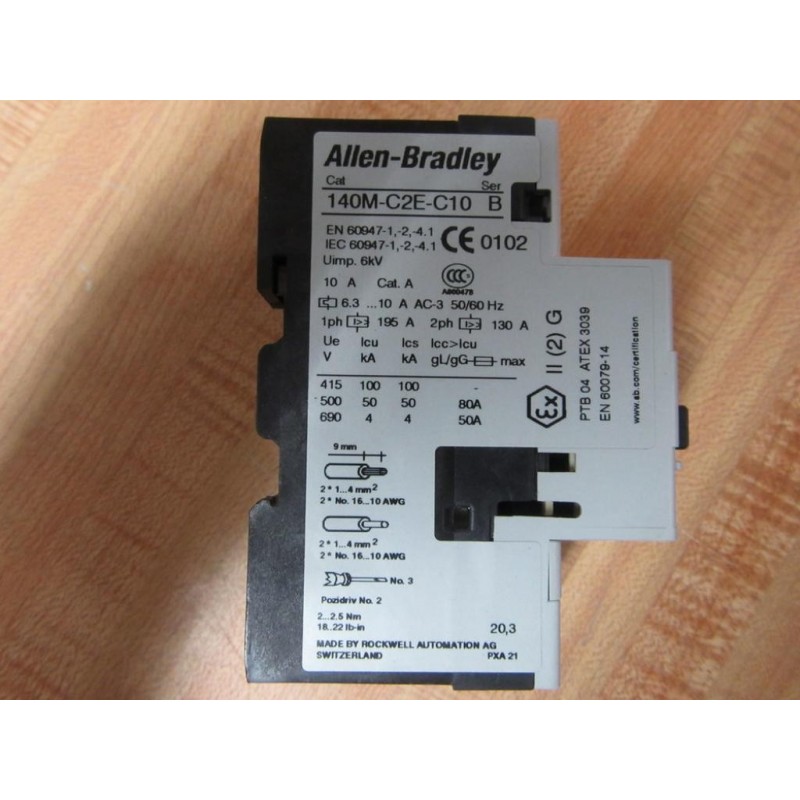 Allen-Bradley
Cat Ser
140M-C2E-C10 B
EN 60947-1,-2,-4.1
IEC 60947-1,-2,-4.1
CE 0102
Uimp. 6kV
CCC
A860478
10 A Cat. A
6.3 ...10 A AC-3 50/60 Hz
1ph 195 A 2ph 130 A
Ue Icu Ics Icc>Icu
V kA kA gL/gG max
415 100 100 -
500 50 50 80A
690 4 4 50A
9 mm
2 * 1...4 mm2
2 * No. 16...10 AWG
2 * 1...4 mm2
2 * No. 16...10 AWG
No. 3
Pozidriv No. 2
2...2.5 Nm
18...22 lb-in
20,3
MADE BY ROCKWELL AUTOMATION AG
SWITZERLAND PXA 21
Ex II (2) G
PTB 04 ATEX 3039
EN 60079-14
www.ab.com/certification